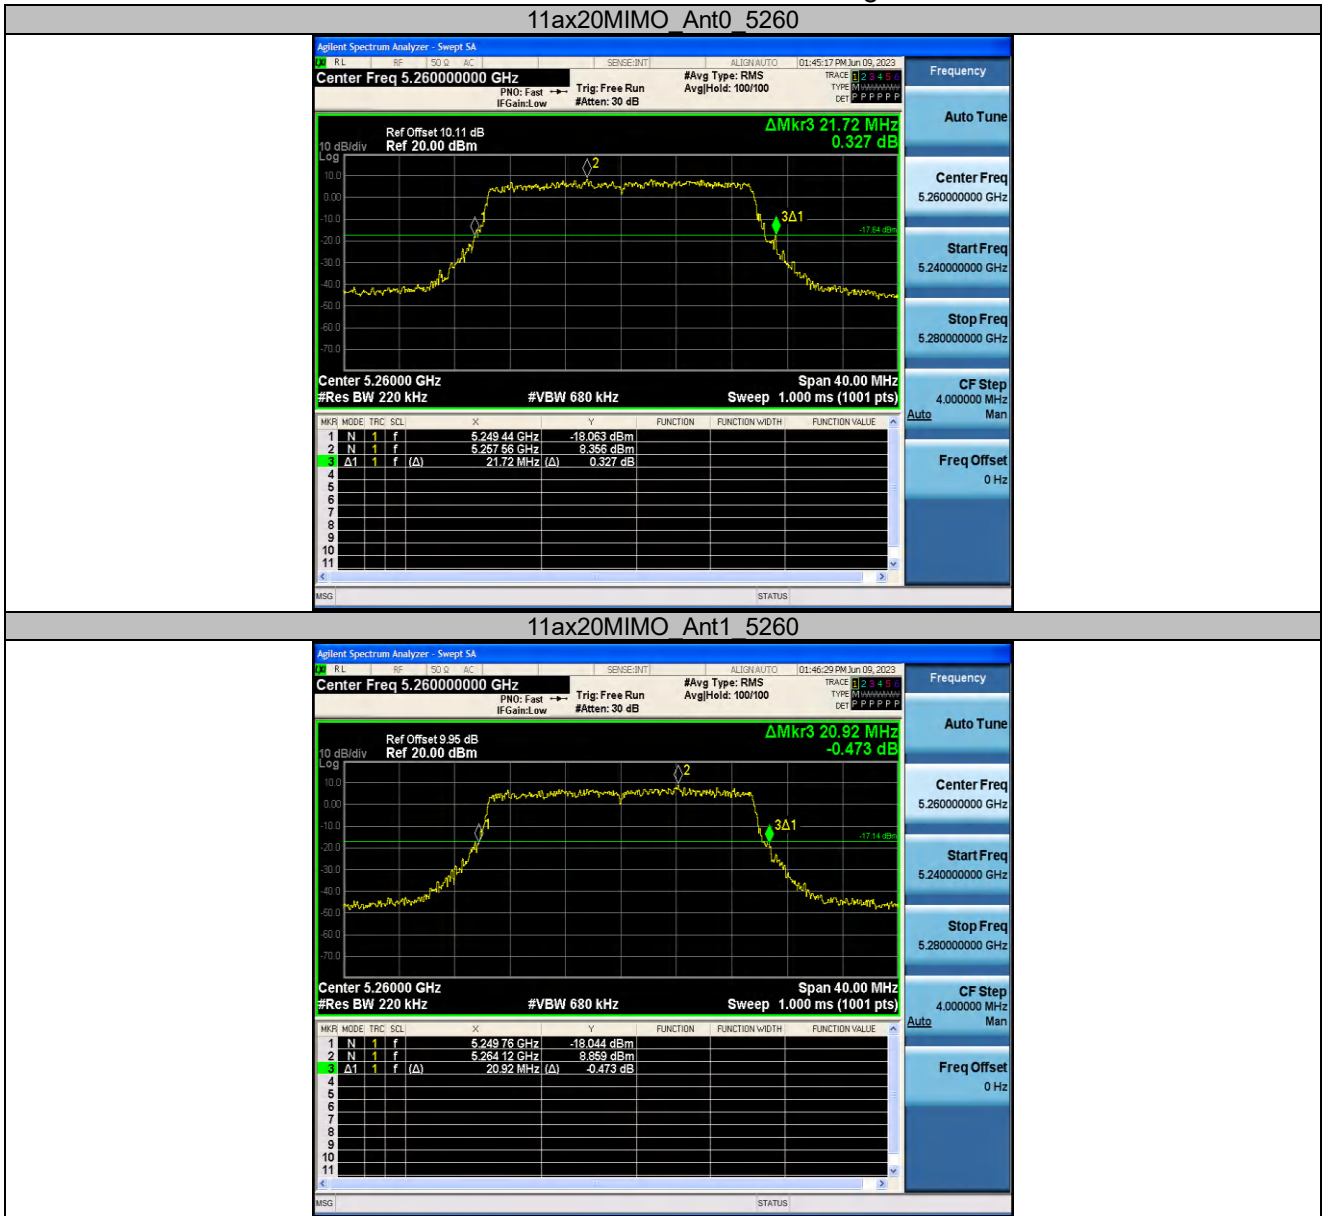 11ax20MIMO_Ant0_5260
Agilent Spectrum Analyzer - Swept SA
RL RF 50 Ω AC SENSE:INT ALIGNAUTO 01:45:17 PM Jun 09, 2023
Center Freq 5.260000000 GHz
PNO: Fast
IFGain:Low
Trig: Free Run
#Atten: 30 dB
#Avg Type: RMS
Avg|Hold: 100/100
TRACE 1 2 3 4 5 6
TYPE M
DET P P P P P P
Frequency
Auto Tune
Center Freq
5.260000000 GHz
Start Freq
5.240000000 GHz
Stop Freq
5.280000000 GHz
CF Step
4.000000 MHz
Auto Man
Freq Offset
0 Hz
ΔMkr3 21.72 MHz
0.327 dB
Ref Offset 10.11 dB
10 dB/div Ref 20.00 dBm
Log
10.0
0.00
-10.0
-20.0
-30.0
-40.0
-50.0
-60.0
-70.0
2
1
3Δ1
-17.64 dBm
Center 5.26000 GHz Span 40.00 MHz
#Res BW 220 kHz #VBW 680 kHz Sweep 1.000 ms (1001 pts)
MKR MODE TRC SCL X Y FUNCTION FUNCTION WIDTH FUNCTION VALUE
1 N 1 f 5.249 44 GHz -18.063 dBm
2 N 1 f 5.257 56 GHz 8.356 dBm
3 Δ1 1 f (Δ) 21.72 MHz (Δ) 0.327 dB
4
5
6
7
8
9
10
11
MSG STATUS
11ax20MIMO_Ant1_5260
Agilent Spectrum Analyzer - Swept SA
RL RF 50 Ω AC SENSE:INT ALIGNAUTO 01:46:29 PM Jun 09, 2023
Center Freq 5.260000000 GHz
PNO: Fast
IFGain:Low
Trig: Free Run
#Atten: 30 dB
#Avg Type: RMS
Avg|Hold: 100/100
TRACE 1 2 3 4 5 6
TYPE M
DET P P P P P P
Frequency
Auto Tune
Center Freq
5.260000000 GHz
Start Freq
5.240000000 GHz
Stop Freq
5.280000000 GHz
CF Step
4.000000 MHz
Auto Man
Freq Offset
0 Hz
ΔMkr3 20.92 MHz
-0.473 dB
Ref Offset 9.95 dB
10 dB/div Ref 20.00 dBm
Log
10.0
0.00
-10.0
-20.0
-30.0
-40.0
-50.0
-60.0
-70.0
2
1
3Δ1
-17.14 dBm
Center 5.26000 GHz Span 40.00 MHz
#Res BW 220 kHz #VBW 680 kHz Sweep 1.000 ms (1001 pts)
MKR MODE TRC SCL X Y FUNCTION FUNCTION WIDTH FUNCTION VALUE
1 N 1 f 5.249 76 GHz -18.044 dBm
2 N 1 f 5.264 12 GHz 8.859 dBm
3 Δ1 1 f (Δ) 20.92 MHz (Δ) -0.473 dB
4
5
6
7
8
9
10
11
MSG STATUS